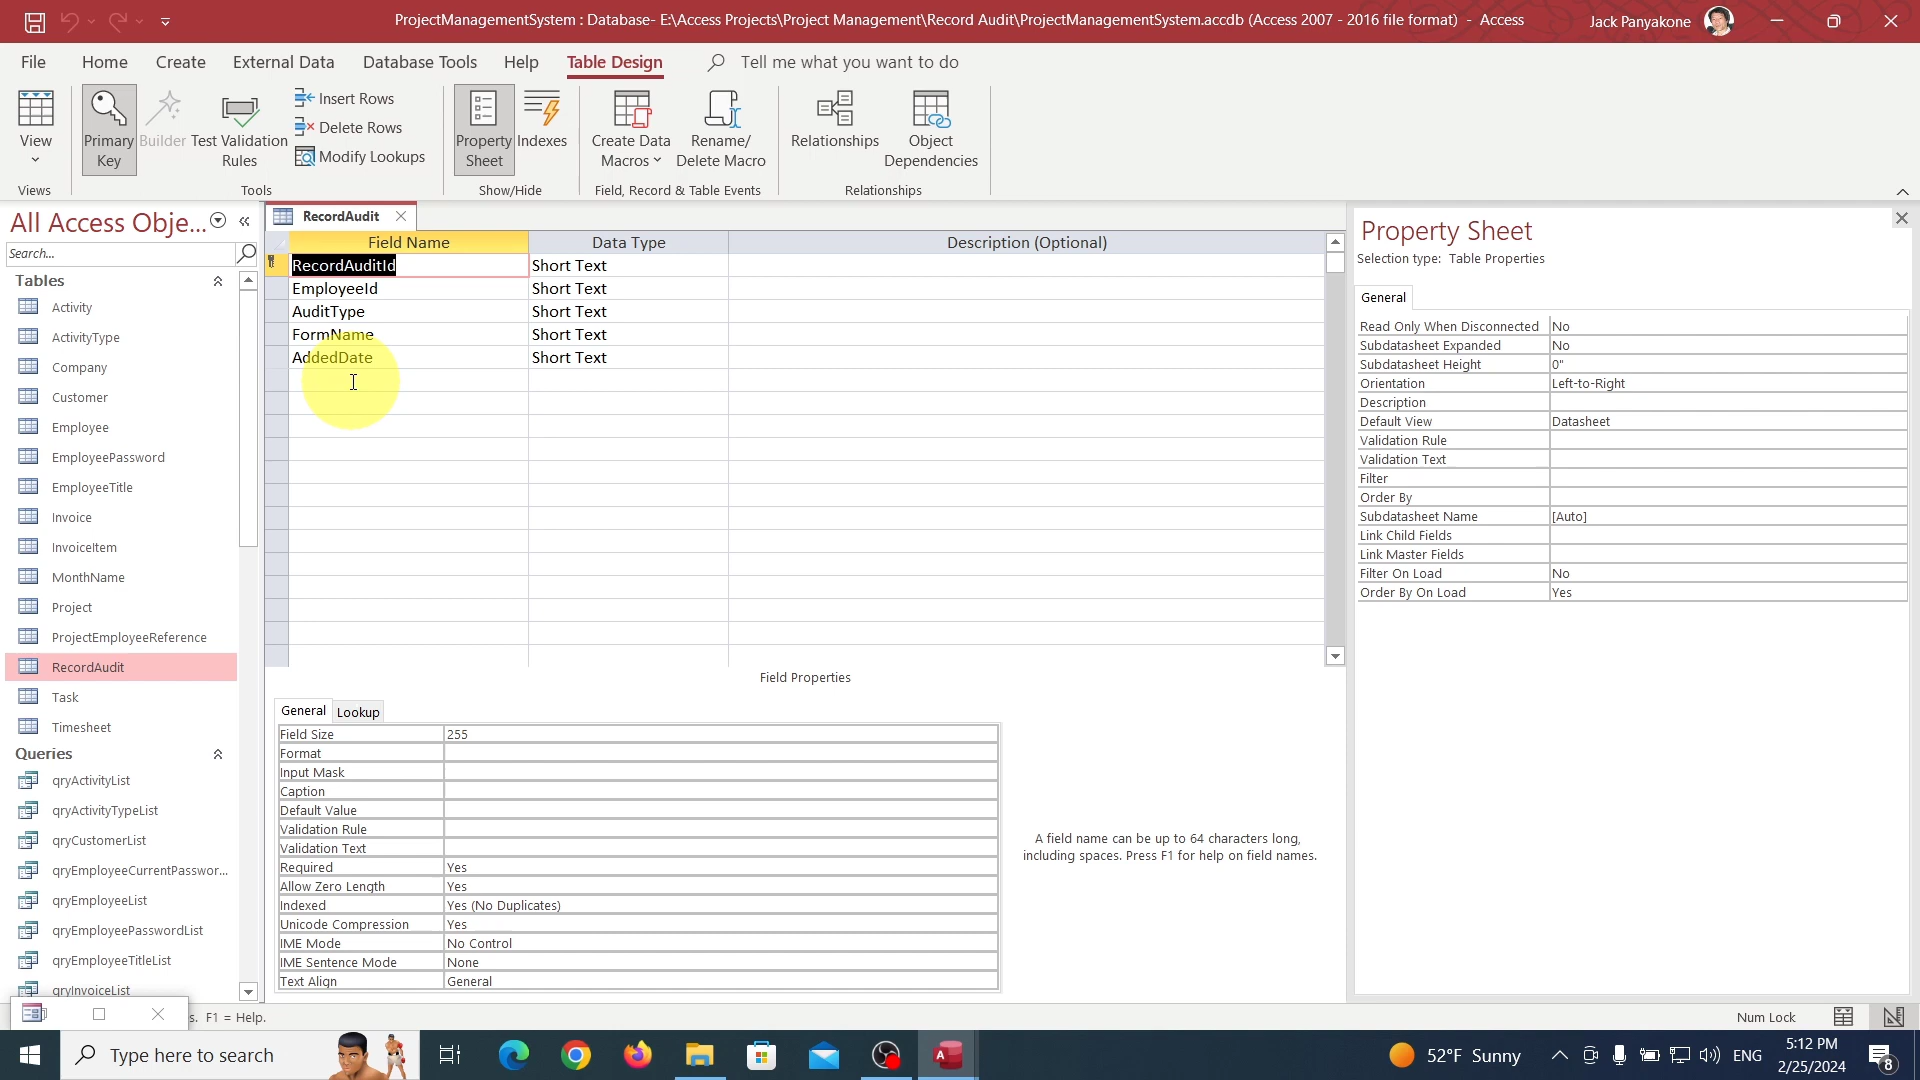 ProjectManagementSystem : Database- E:\Access Projects\Project Management\Record Audit\ProjectManagementSystem.accdb (Access 2007 - 2016 file format) - Access
Jack Panyakone
File Home Create External Data Database Tools Help Table Design Tell me what you want to do
View
Primary Key
Builder
Test Validation Rules
Insert Rows
Delete Rows
Modify Lookups
Property Sheet
Indexes
Create Data Macros
Rename/ Delete Macro
Relationships
Object Dependencies
Views Tools Show/Hide Field, Record & Table Events Relationships
All Access Obje...
Search...
Tables
Activity
ActivityType
Company
Customer
Employee
EmployeePassword
EmployeeTitle
Invoice
InvoiceItem
MonthName
Project
ProjectEmployeeReference
RecordAudit
Task
Timesheet
Queries
qryActivityList
qryActivityTypeList
qryCustomerList
qryEmployeeCurrentPasswor...
qryEmployeeList
qryEmployeePasswordList
qryEmployeeTitleList
qryInvoiceList
RecordAudit
Field Name Data Type Description (Optional)
RecordAuditId Short Text
EmployeeId Short Text
AuditType Short Text
FormName Short Text
AddedDate Short Text
Field Properties
General Lookup
Field Size 255
Format
Input Mask
Caption
Default Value
Validation Rule
Validation Text
Required Yes
Allow Zero Length Yes
Indexed Yes (No Duplicates)
Unicode Compression Yes
IME Mode No Control
IME Sentence Mode None
Text Align General
A field name can be up to 64 characters long,
including spaces. Press F1 for help on field names.
Property Sheet
Selection type: Table Properties
General
Read Only When Disconnected No
Subdatasheet Expanded No
Subdatasheet Height 0"
Orientation Left-to-Right
Description
Default View Datasheet
Validation Rule
Validation Text
Filter
Order By
Subdatasheet Name [Auto]
Link Child Fields
Link Master Fields
Filter On Load No
Order By On Load Yes
s. F1 = Help.
Num Lock
Type here to search
52°F Sunny
ENG
5:12 PM
2/25/2024
8